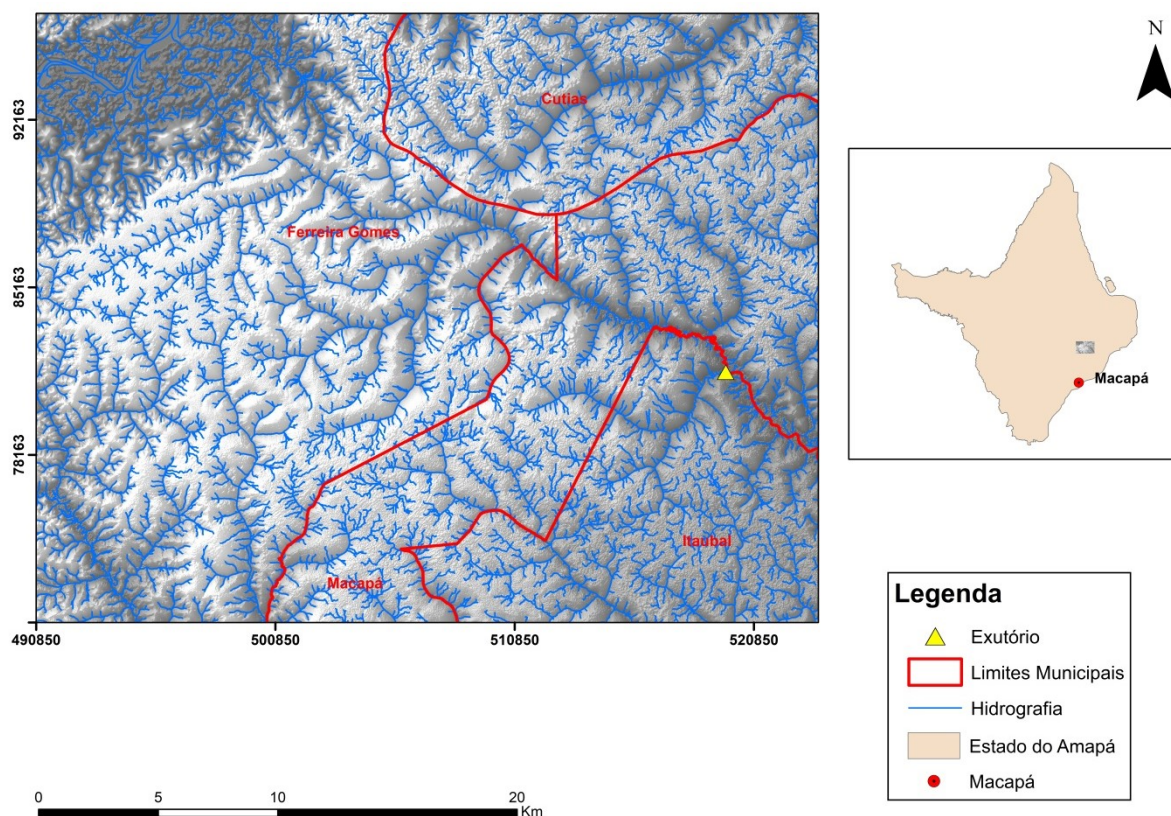 N
92163
85163
78163
490850
500850
510850
520850
Cutias
Ferreira Gomes
Itaubal
Macapá
Macapá
Legenda
Exutório
Limites Municipais
Hidrografia
Estado do Amapá
Macapá
0 5 10 20
Km